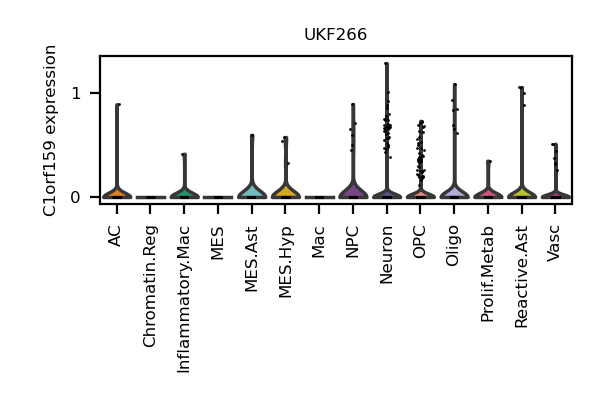 UKF266
C1orf159 expression
1
0
AC
Chromatin.Reg
Inflammatory.Mac
MES
MES.Ast
MES.Hyp
Mac
NPC
Neuron
OPC
Oligo
Prolif.Metab
Reactive.Ast
Vasc